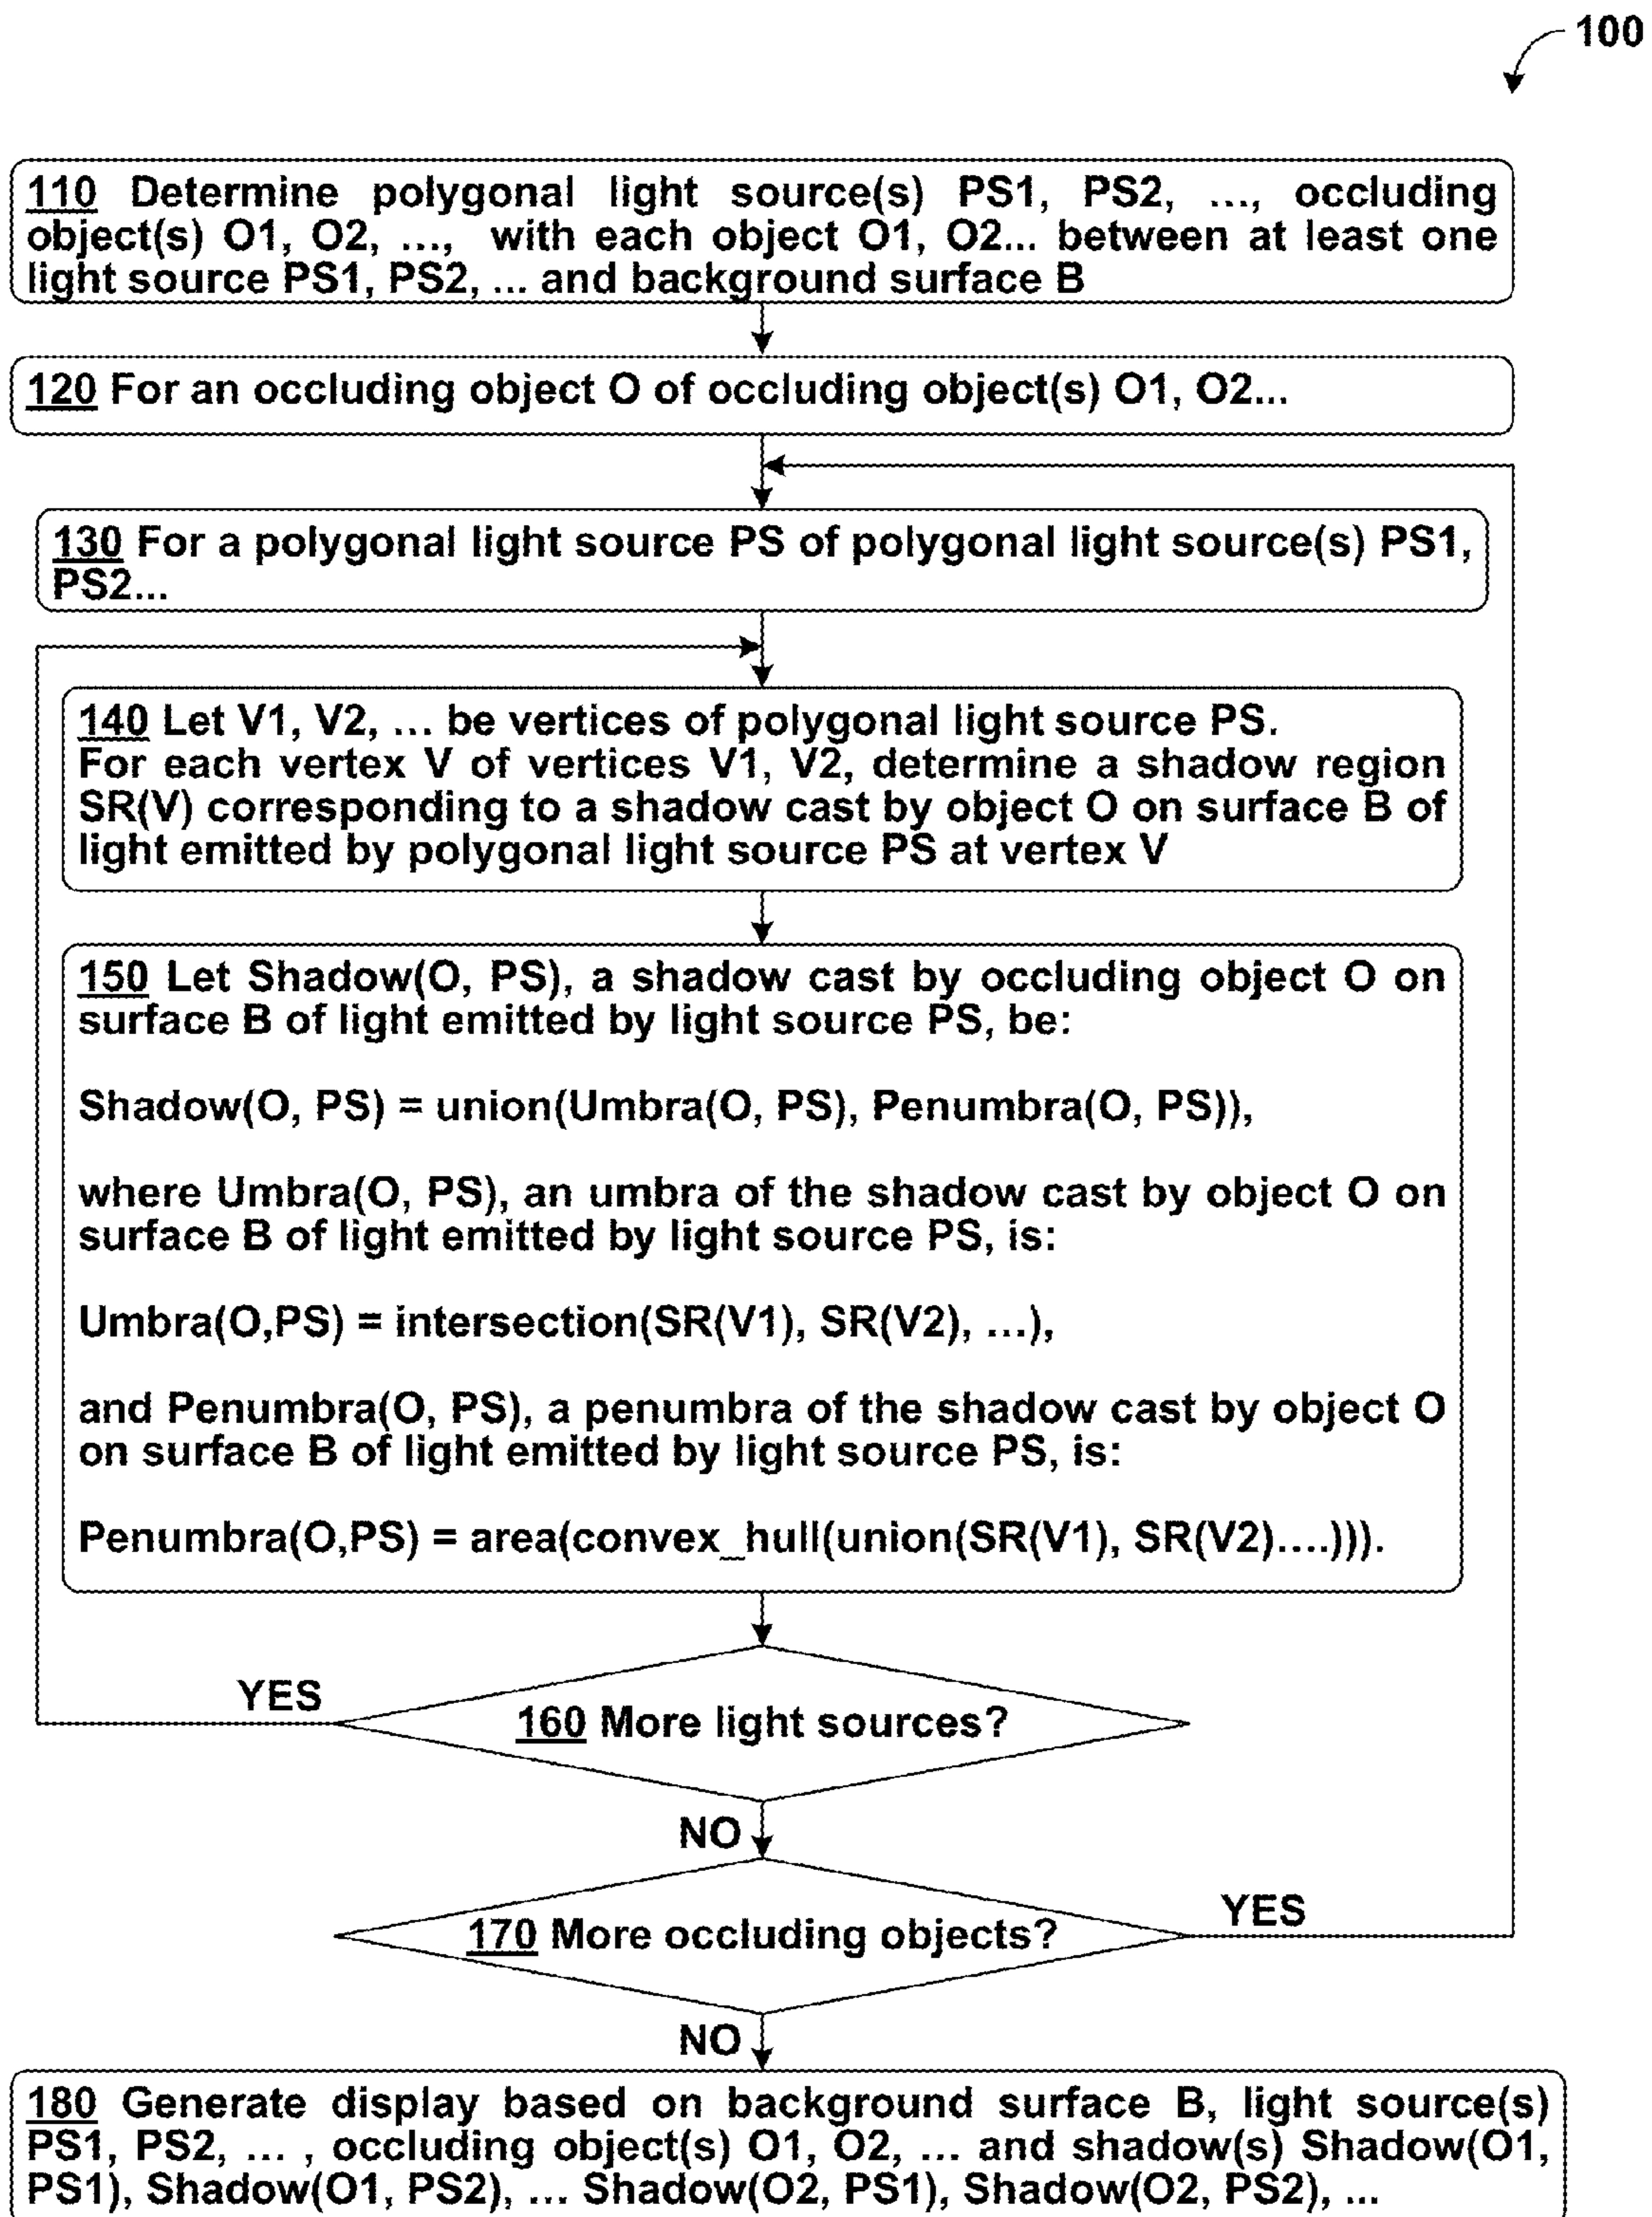 100
110 Determine polygonal light source(s) PS1, PS2, ..., occluding
object(s) O1, O2, ..., with each object O1, O2... between at least one
light source PS1, PS2, ... and background surface B
120 For an occluding object O of occluding object(s) O1, O2...
130 For a polygonal light source PS of polygonal light source(s) PS1,
PS2...
140 Let V1, V2, ... be vertices of polygonal light source PS.
For each vertex V of vertices V1, V2, determine a shadow region
SR(V) corresponding to a shadow cast by object O on surface B of
light emitted by polygonal light source PS at vertex V
150 Let Shadow(O, PS), a shadow cast by occluding object O on
surface B of light emitted by light source PS, be:
Shadow(O, PS) = union(Umbra(O, PS), Penumbra(O, PS)),
where Umbra(O, PS), an umbra of the shadow cast by object O on
surface B of light emitted by light source PS, is:
Umbra(O,PS) = intersection(SR(V1), SR(V2), ...),
and Penumbra(O, PS), a penumbra of the shadow cast by object O
on surface B of light emitted by light source PS, is:
Penumbra(O,PS) = area(convex_hull(union(SR(V1), SR(V2)....))).
YES
160 More light sources?
NO
YES
170 More occluding objects?
NO
180 Generate display based on background surface B, light source(s)
PS1, PS2, ... , occluding object(s) O1, O2, ... and shadow(s) Shadow(O1,
PS1), Shadow(O1, PS2), ... Shadow(O2, PS1), Shadow(O2, PS2), ...